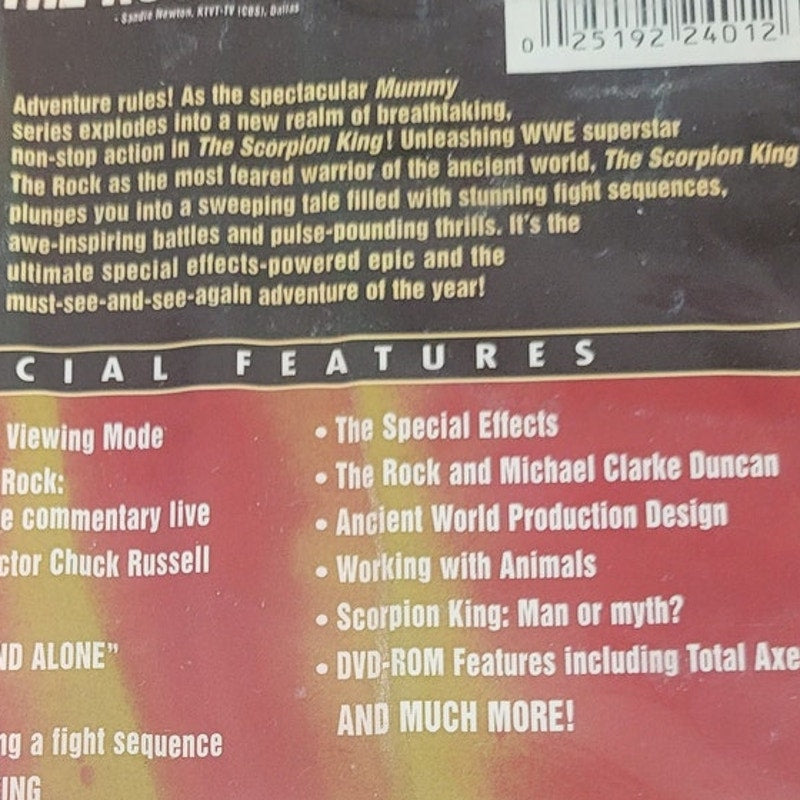 - Sandie Newton, KTVT-TV (CBS), Dallas
0 25192 24012
Adventure rules! As the spectacular Mummy
series explodes into a new realm of breathtaking,
non-stop action in The Scorpion King! Unleashing WWE superstar
The Rock as the most feared warrior of the ancient world, The Scorpion King
plunges you into a sweeping tale filled with stunning fight sequences,
awe-inspiring battles and pulse-pounding thrills. It's the
ultimate special effects-powered epic and the
must-see-and-see-again adventure of the year!
CIAL FEATURES
Viewing Mode
Rock:
e commentary live
ctor Chuck Russell
ND ALONE”
ng a fight sequence
ING
• The Special Effects
• The Rock and Michael Clarke Duncan
• Ancient World Production Design
• Working with Animals
• Scorpion King: Man or myth?
• DVD-ROM Features including Total Axe
AND MUCH MORE!